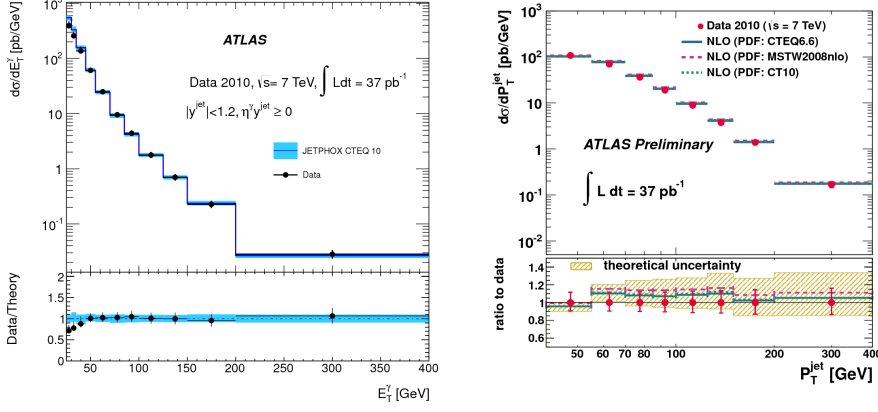 ATLAS
Data 2010, √s= 7 TeV, ∫ Ldt = 37 pb⁻¹
|y^jet|<1.2, η^γy^jet ≥ 0
JETPHOX CTEQ 10
Data
dσ/dE_T^γ [pb/GeV]
10³
10²
10
1
10⁻¹
Data/Theory
2
1.5
1
0.5
0
50 100 150 200 250 300 350 400
E_T^γ [GeV]
Data 2010 (√s = 7 TeV)
NLO (PDF: CTEQ6.6)
NLO (PDF: MSTW2008nlo)
NLO (PDF: CT10)
ATLAS Preliminary
∫ L dt = 37 pb⁻¹
dσ/dP_T^jet [pb/GeV]
10³
10²
10
1
10⁻¹
10⁻²
theoretical uncertainty
ratio to data
1.4
1.2
1
0.8
0.6
50 60 70 80 100 200 300 400
P_T^jet [GeV]